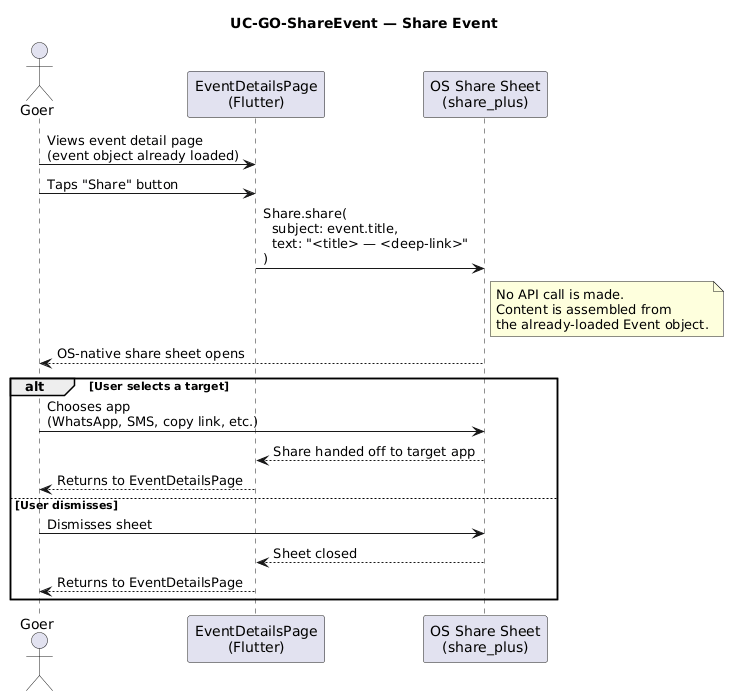 UC-GO-ShareEvent — Share Event
Goer
EventDetailsPage
(Flutter)
OS Share Sheet
(share_plus)
Views event detail page
(event object already loaded)
Taps "Share" button
Share.share(
  subject: event.title,
  text: "<title> — <deep-link>"
)
No API call is made.
Content is assembled from
the already-loaded Event object.
OS-native share sheet opens
alt
[User selects a target]
Chooses app
(WhatsApp, SMS, copy link, etc.)
Share handed off to target app
Returns to EventDetailsPage
[User dismisses]
Dismisses sheet
Sheet closed
Returns to EventDetailsPage
Goer
EventDetailsPage
(Flutter)
OS Share Sheet
(share_plus)